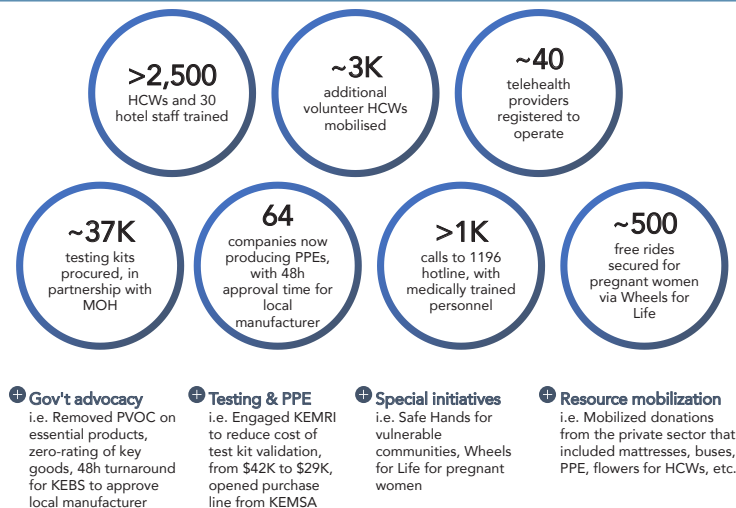 >2,500
HCWs and 30
hotel staff trained
~3K
additional
volunteer HCWs
mobilised
~40
telehealth
providers
registered to
operate
~37K
testing kits
procured, in
partnership with
MOH
64
companies now
producing PPEs,
with 48h
approval time for
local
manufacturer
>1K
calls to 1196
hotline, with
medically trained
personnel
~500
free rides
secured for
pregnant women
via Wheels for
Life
Gov't advocacy
i.e. Removed PVOC on
essential products,
zero-rating of key
goods, 48h turnaround
for KEBS to approve
local manufacturer
Testing & PPE
i.e. Engaged KEMRI
to reduce cost of
test kit validation,
from $42K to $29K,
opened purchase
line from KEMSA
Special initiatives
i.e. Safe Hands for
vulnerable
communities, Wheels
for Life for pregnant
women
Resource mobilization
i.e. Mobilized donations
from the private sector that
included mattresses, buses,
PPE, flowers for HCWs, etc.